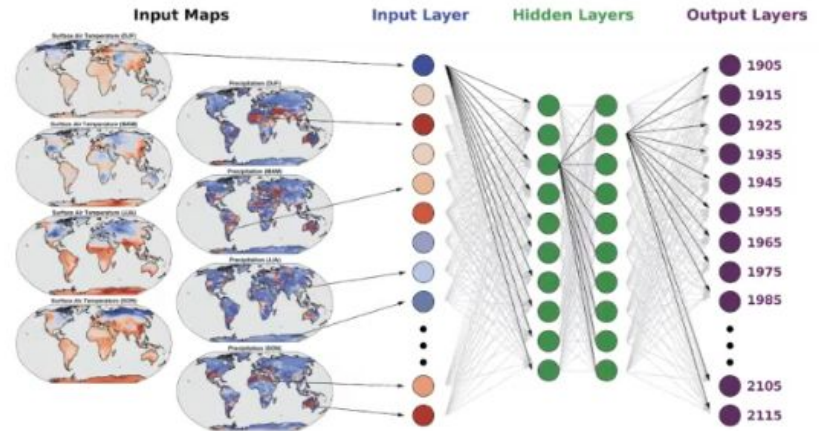 Input Maps
Input Layer
Hidden Layers
Output Layers
Surface Air Temperature (DJF)
Precipitation (DJF)
Surface Air Temperature (MAM)
Precipitation (MAM)
Surface Air Temperature (JJA)
Precipitation (JJA)
Surface Air Temperature (SON)
Precipitation (SON)
1905
1915
1925
1935
1945
1955
1965
1975
1985
2105
2115